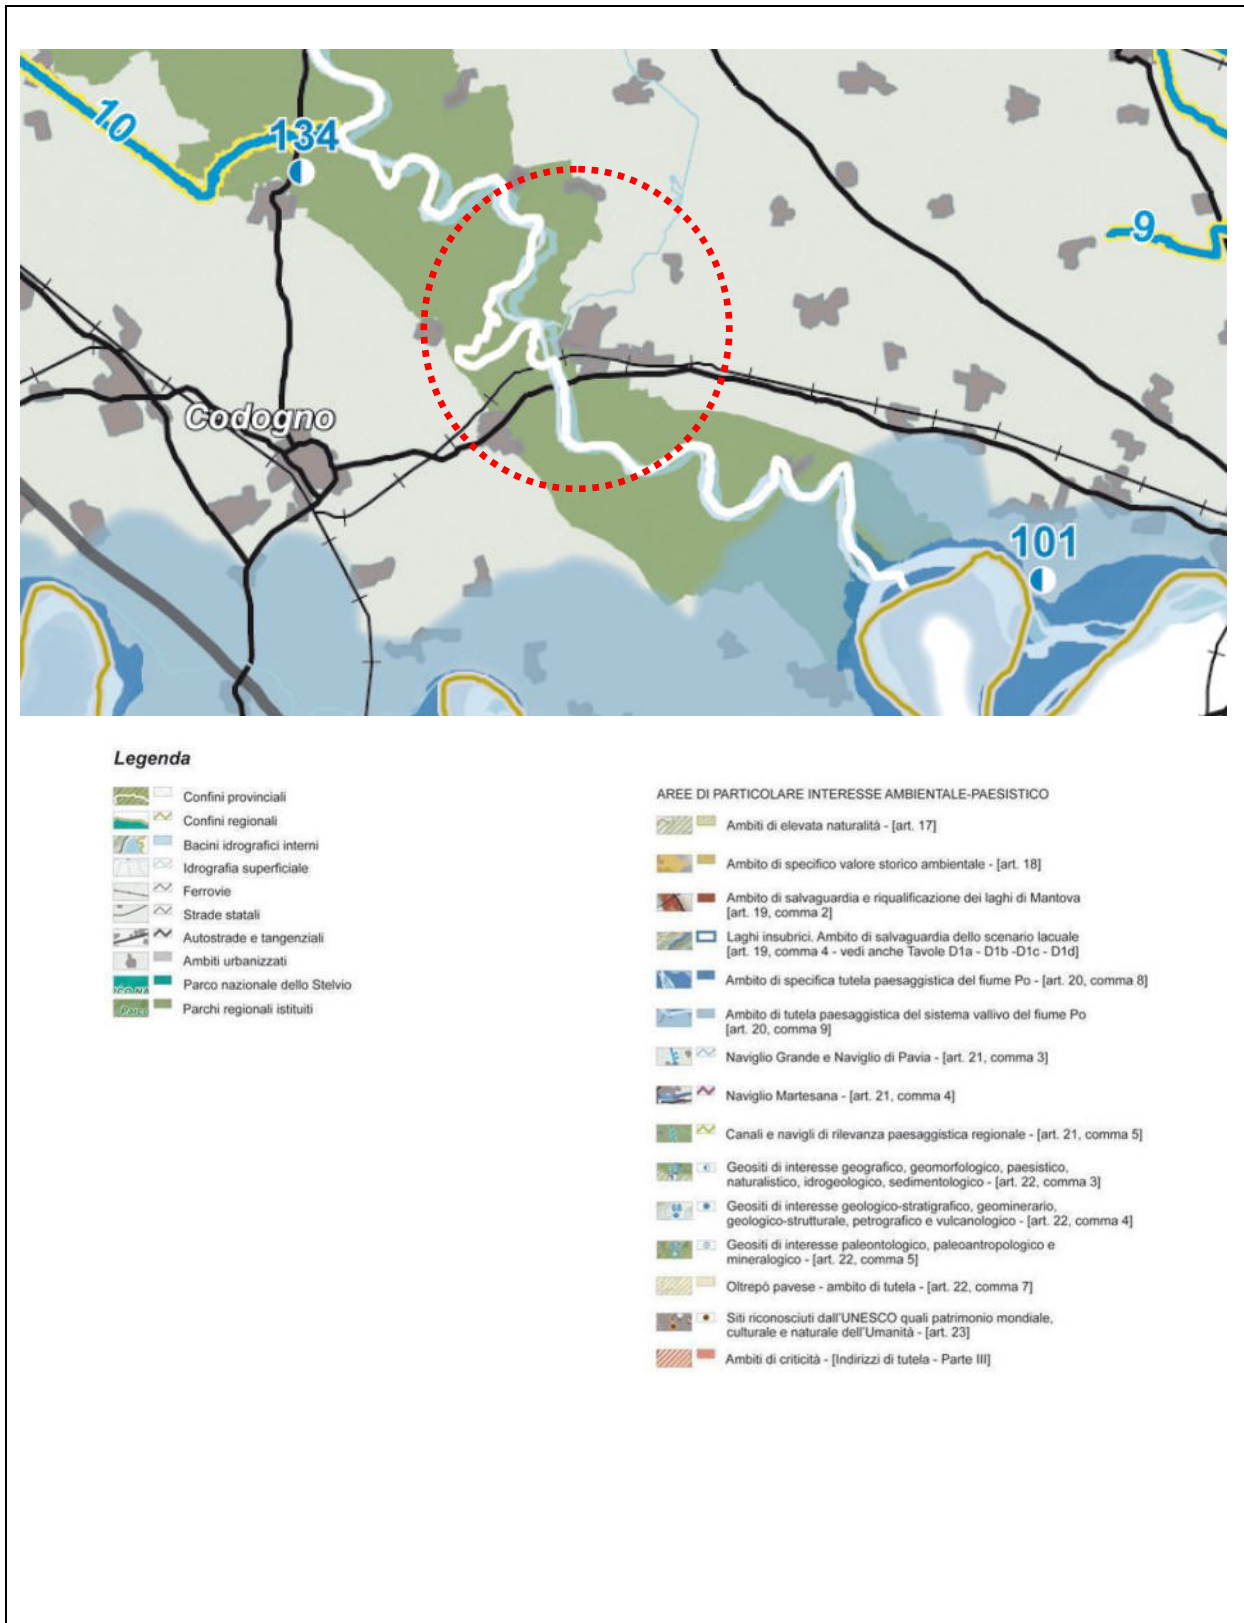 10
134
9
Codogno
101
Legenda
Confini provinciali
Confini regionali
Bacini idrografici interni
Idrografia superficiale
Ferrovie
Strade statali
Autostrade e tangenziali
Ambiti urbanizzati
Parco nazionale dello Stelvio
Parchi regionali istituiti
AREE DI PARTICOLARE INTERESSE AMBIENTALE-PAESISTICO
Ambiti di elevata naturalità - [art. 17]
Ambito di specifico valore storico ambientale - [art. 18]
Ambito di salvaguardia e riqualificazione dei laghi di Mantova
[art. 19, comma 2]
Laghi insubrici. Ambito di salvaguardia dello scenario lacuale
[art. 19, comma 4 - vedi anche Tavole D1a - D1b -D1c - D1d]
Ambito di specifica tutela paesaggistica del fiume Po - [art. 20, comma 8]
Ambito di tutela paesaggistica del sistema vallivo del fiume Po
[art. 20, comma 9]
Naviglio Grande e Naviglio di Pavia - [art. 21, comma 3]
Naviglio Martesana - [art. 21, comma 4]
Canali e navigli di rilevanza paesaggistica regionale - [art. 21, comma 5]
Geositi di interesse geografico, geomorfologico, paesistico,
naturalistico, idrogeologico, sedimentologico - [art. 22, comma 3]
Geositi di interesse geologico-stratigrafico, geominerario,
geologico-strutturale, petrografico e vulcanologico - [art. 22, comma 4]
Geositi di interesse paleontologico, paleoantropologico e
mineralogico - [art. 22, comma 5]
Oltrepò pavese - ambito di tutela - [art. 22, comma 7]
Siti riconosciuti dall'UNESCO quali patrimonio mondiale,
culturale e naturale dell'Umanità - [art. 23]
Ambiti di criticità - [Indirizzi di tutela - Parte III]